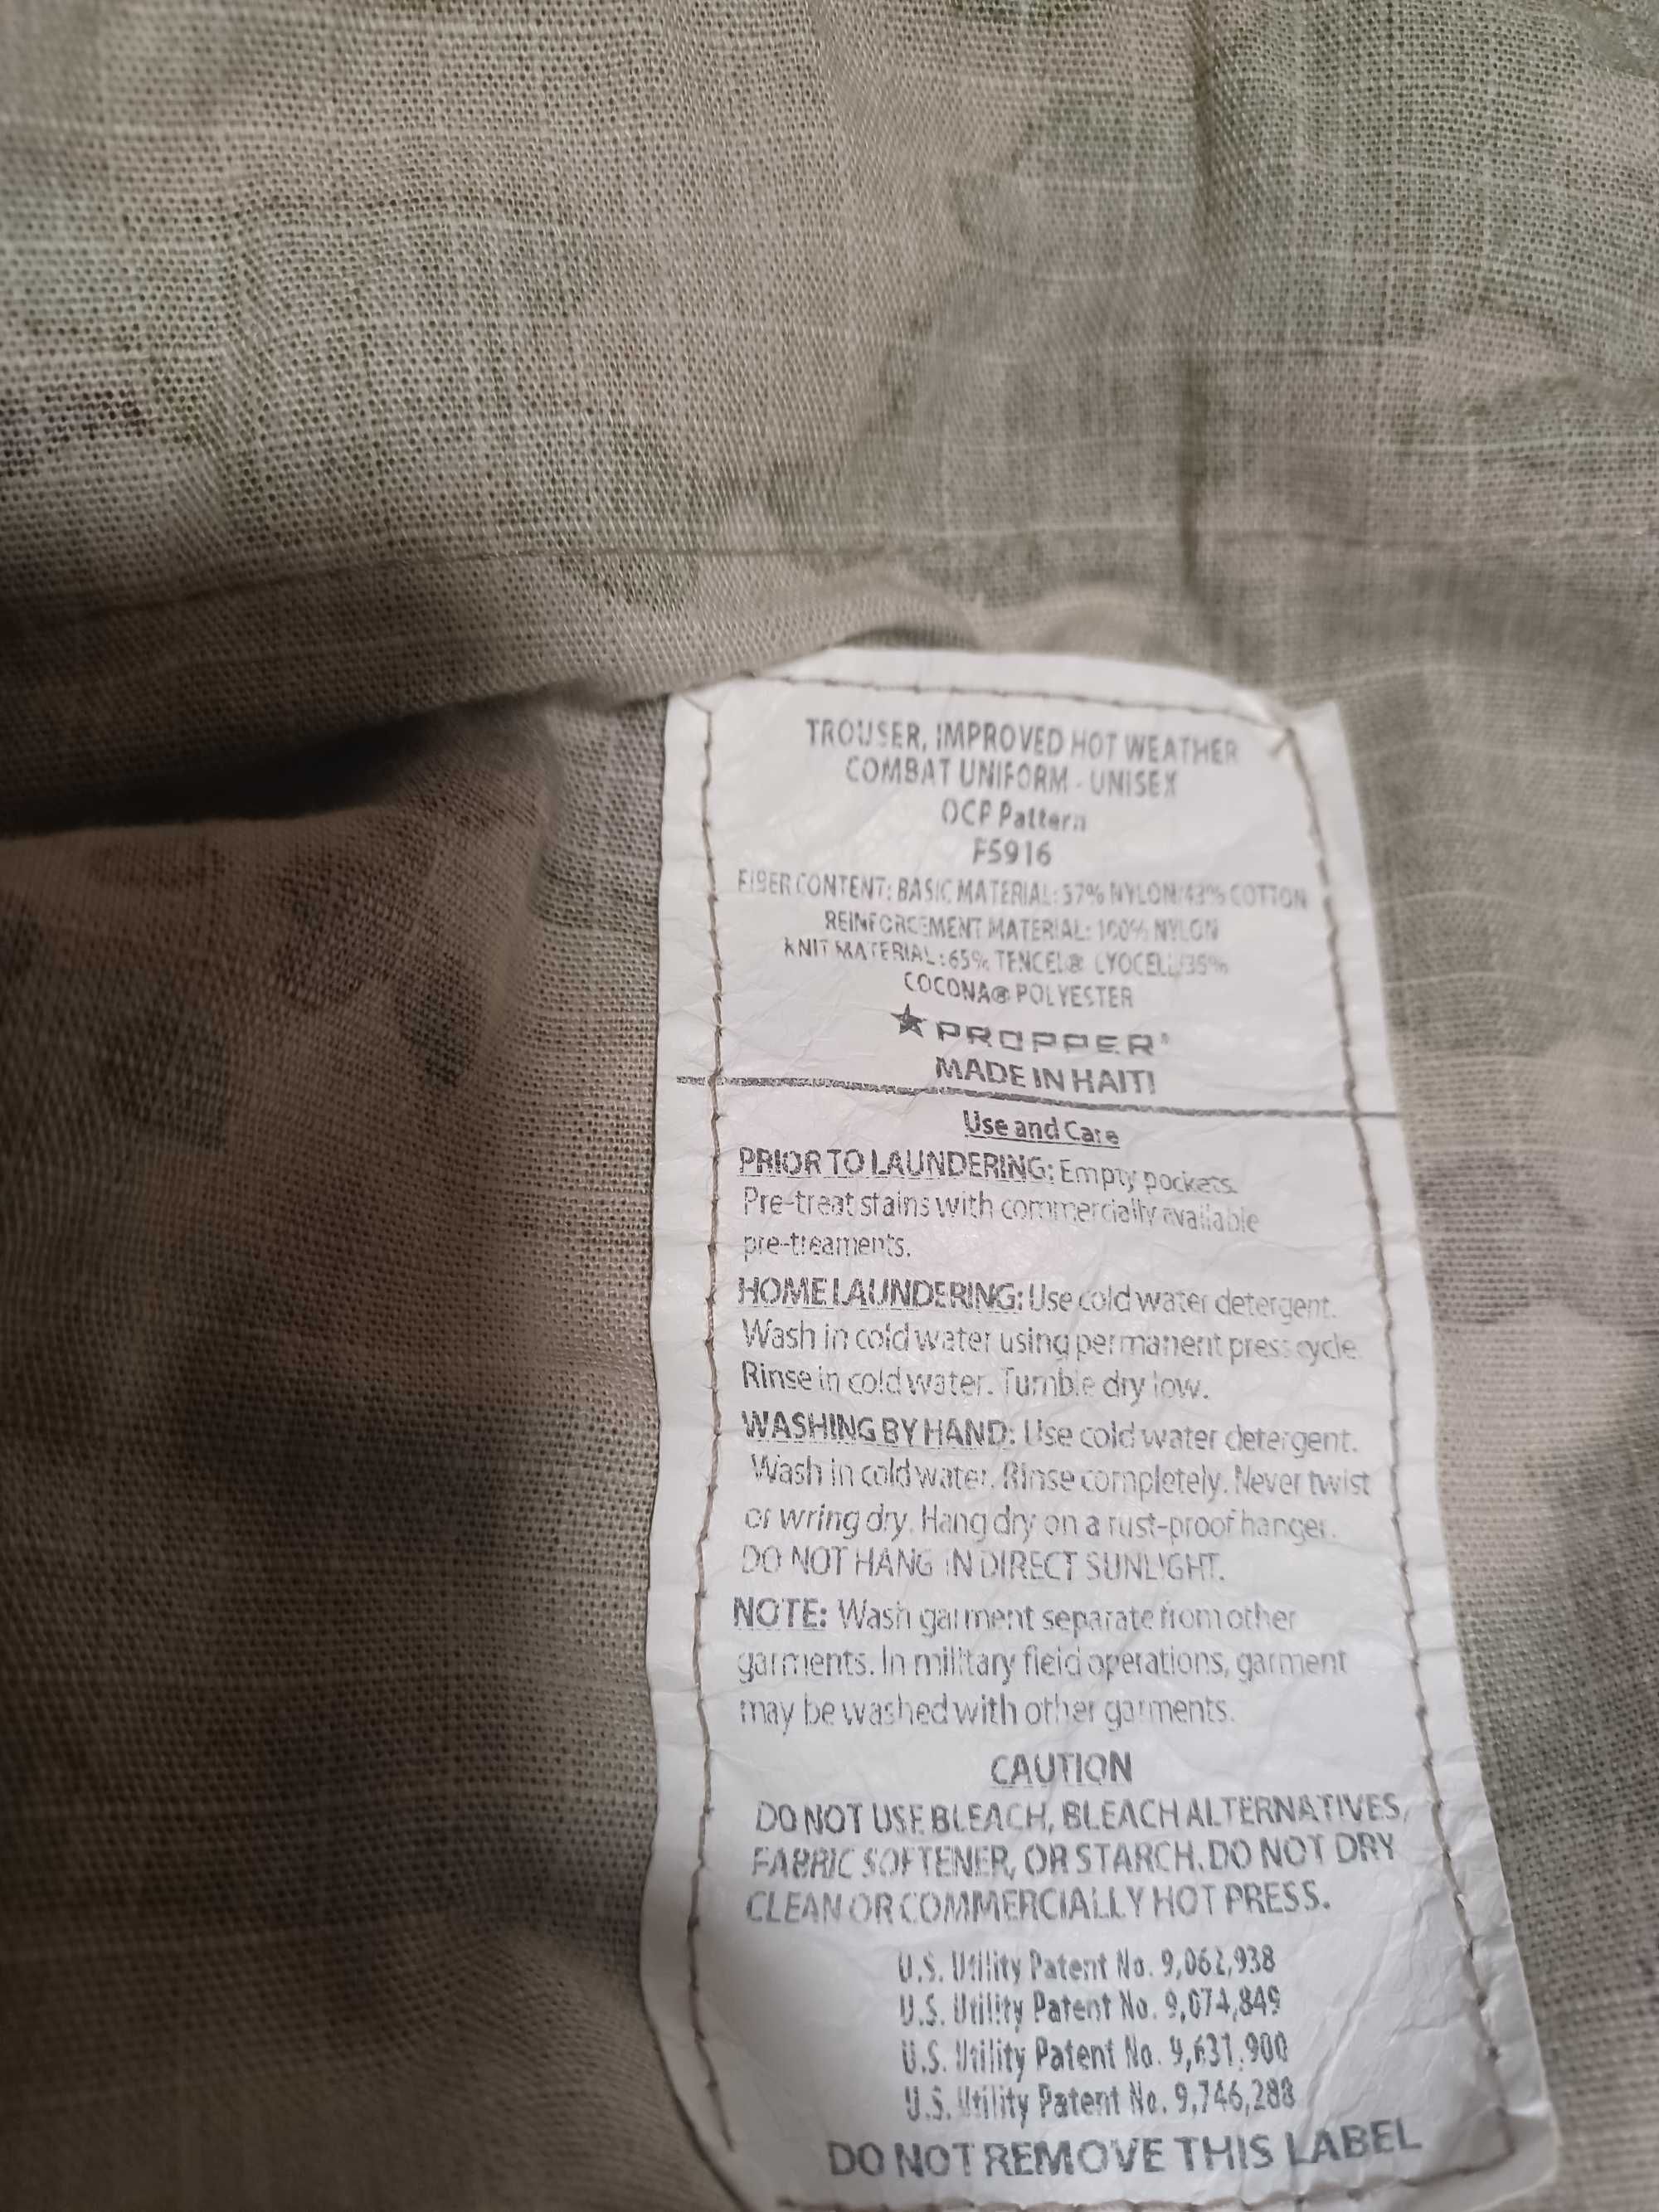 TROUSER, IMPROVED HOT WEATHER
COMBAT UNIFORM - UNISEX
OCP Pattern
F5916
FIBER CONTENT: BASIC MATERIAL: 57% NYLON/43% COTTON
REINFORCEMENT MATERIAL: 100% NYLON
KNIT MATERIAL: 65% TENCEL® LYOCELL/35%
COCONA® POLYESTER
★PROPPER®
MADE IN HAITI
Use and Care
PRIOR TO LAUNDERING: Empty pockets.
Pre-treat stains with commercially available
pre-treaments.
HOME LAUNDERING: Use cold water detergent.
Wash in cold water using permanent press cycle.
Rinse in cold water. Tumble dry low.
WASHING BY HAND: Use cold water detergent.
Wash in cold water. Rinse completely. Never twist
or wring dry. Hang dry on a rust-proof hanger.
DO NOT HANG IN DIRECT SUNLIGHT.
NOTE: Wash garment separate from other
garments. In military field operations, garment
may be washed with other garments.
CAUTION
DO NOT USE BLEACH, BLEACH ALTERNATIVES,
FABRIC SOFTENER, OR STARCH. DO NOT DRY
CLEAN OR COMMERCIALLY HOT PRESS.
U.S. Utility Patent No. 9,062,938
U.S. Utility Patent No. 9,074,849
U.S. Utility Patent No. 9,631,900
U.S. Utility Patent No. 9,746,288
DO NOT REMOVE THIS LABEL